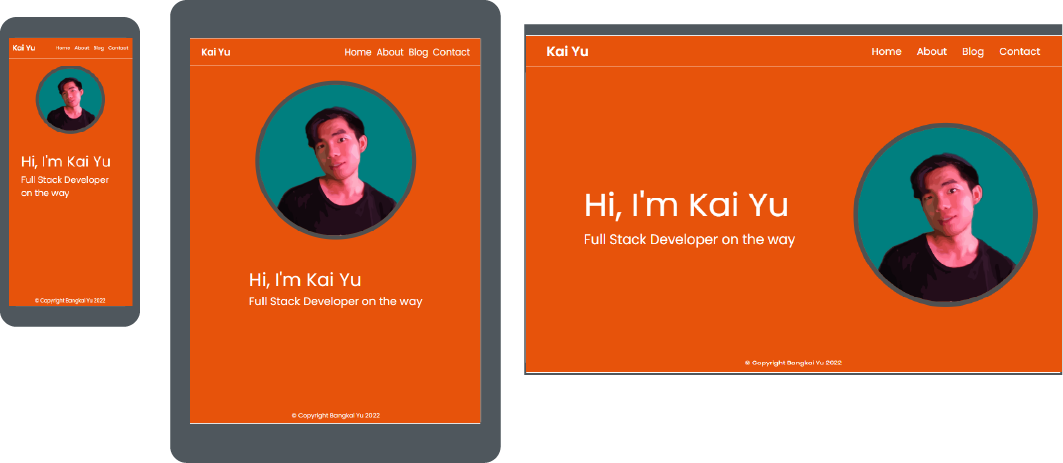 Kai Yu
Home About Blog Contact
Hi, I'm Kai Yu
Full Stack Developer
on the way
© Copyright Bangkai Yu 2022
Kai Yu
Home About Blog Contact
Hi, I'm Kai Yu
Full Stack Developer on the way
© Copyright Bangkai Yu 2022
Kai Yu
Home About Blog Contact
Hi, I'm Kai Yu
Full Stack Developer on the way
© Copyright Bangkai Yu 2022